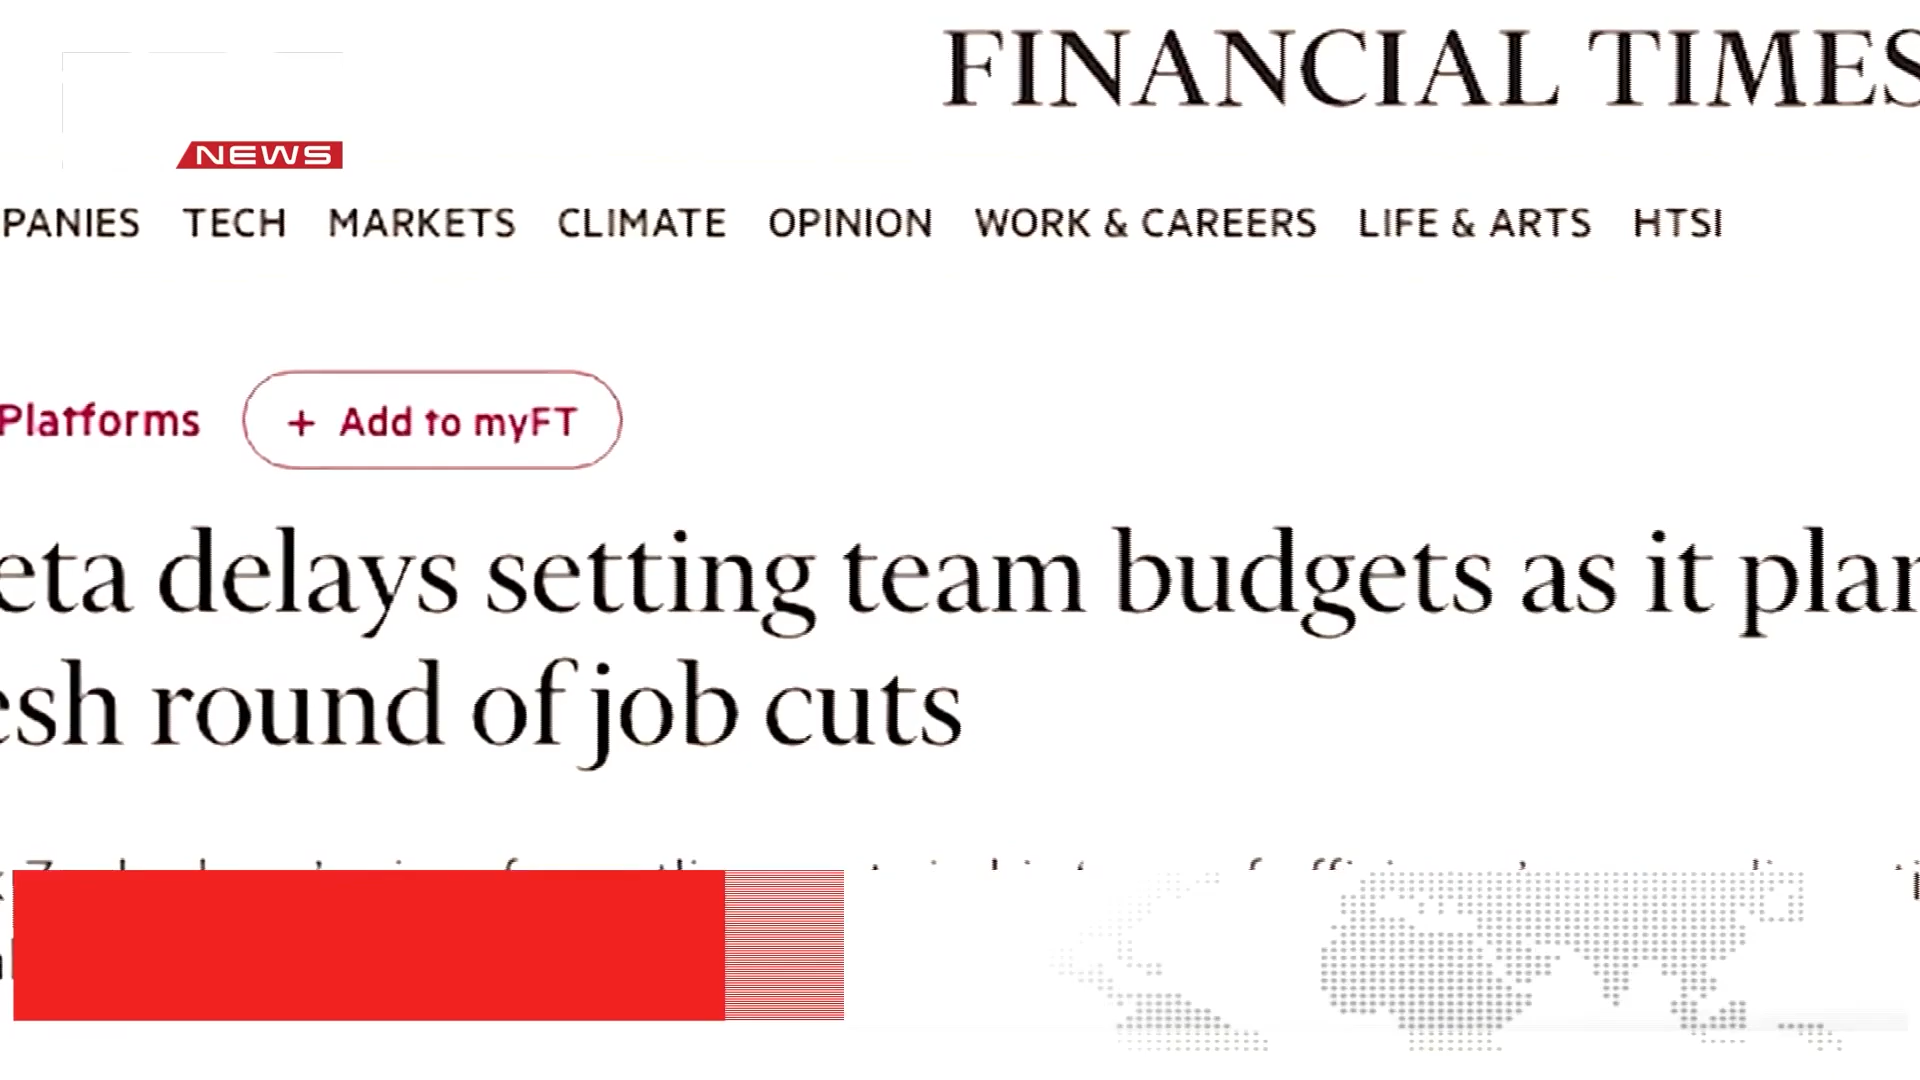 FINANCIAL TIMES
NEWS
PANIES TECH MARKETS CLIMATE OPINION WORK & CAREERS LIFE & ARTS HTSI
Platforms + Add to myFT
eta delays setting team budgets as it plan
esh round of job cuts